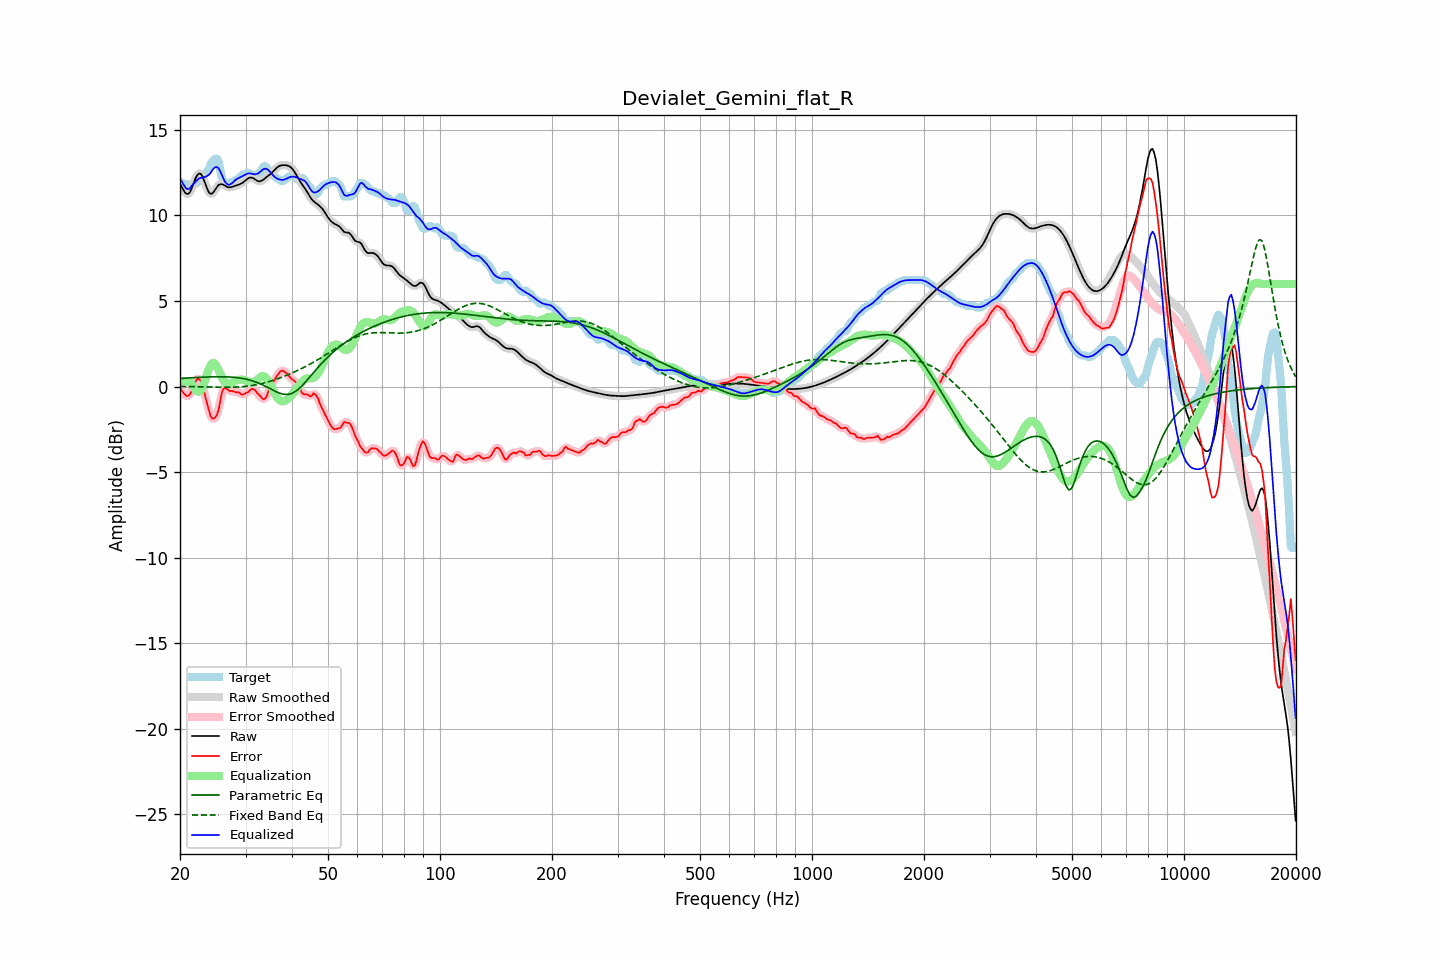 Devialet_Gemini_flat_R
Amplitude (dBr)
15
10
5
0
−5
−10
−15
−20
−25
Target
Raw Smoothed
Error Smoothed
Raw
Error
Equalization
Parametric Eq
Fixed Band Eq
Equalized
20 50 100 200 500 1000 2000 5000 10000 20000
Frequency (Hz)